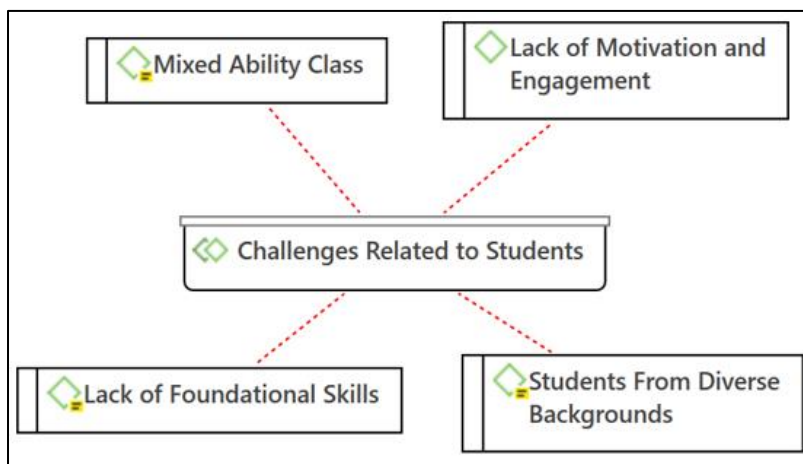 Mixed Ability Class
Lack of Motivation and
Engagement
Challenges Related to Students
Lack of Foundational Skills
Students From Diverse
Backgrounds